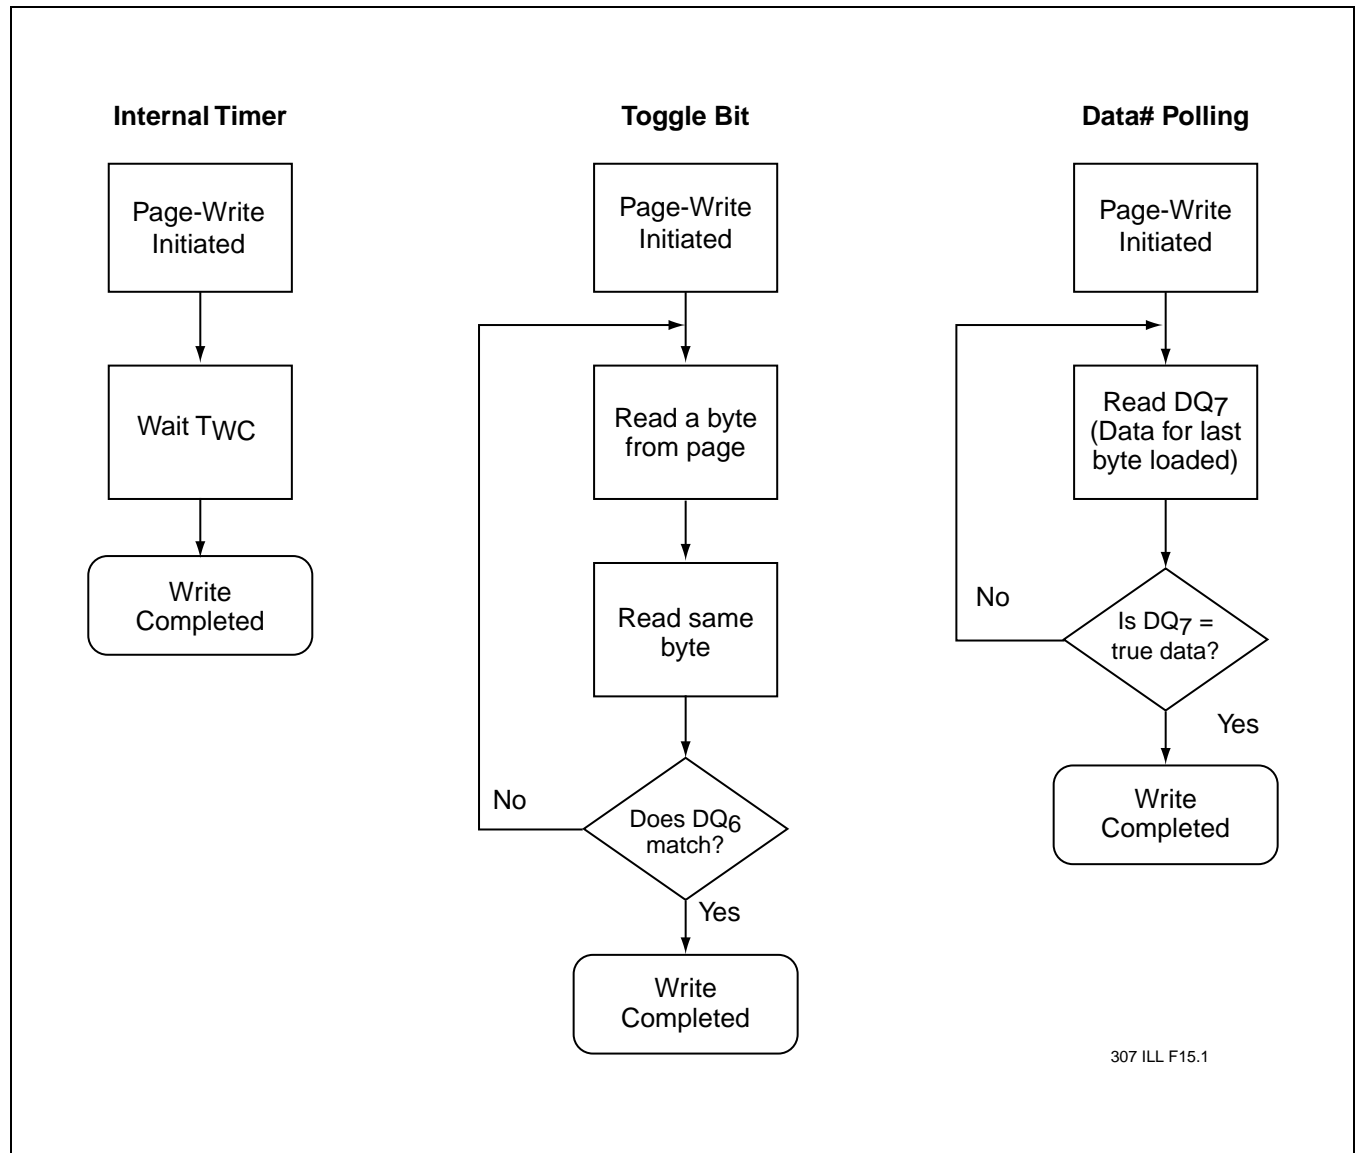 Internal Timer
Page-Write
Initiated
Wait TWC
Write
Completed
Toggle Bit
Page-Write
Initiated
Read a byte
from page
Read same
byte
Does DQ6
match?
No
Yes
Write
Completed
Data# Polling
Page-Write
Initiated
Read DQ7
(Data for last
byte loaded)
Is DQ7 =
true data?
No
Yes
Write
Completed
307 ILL F15.1